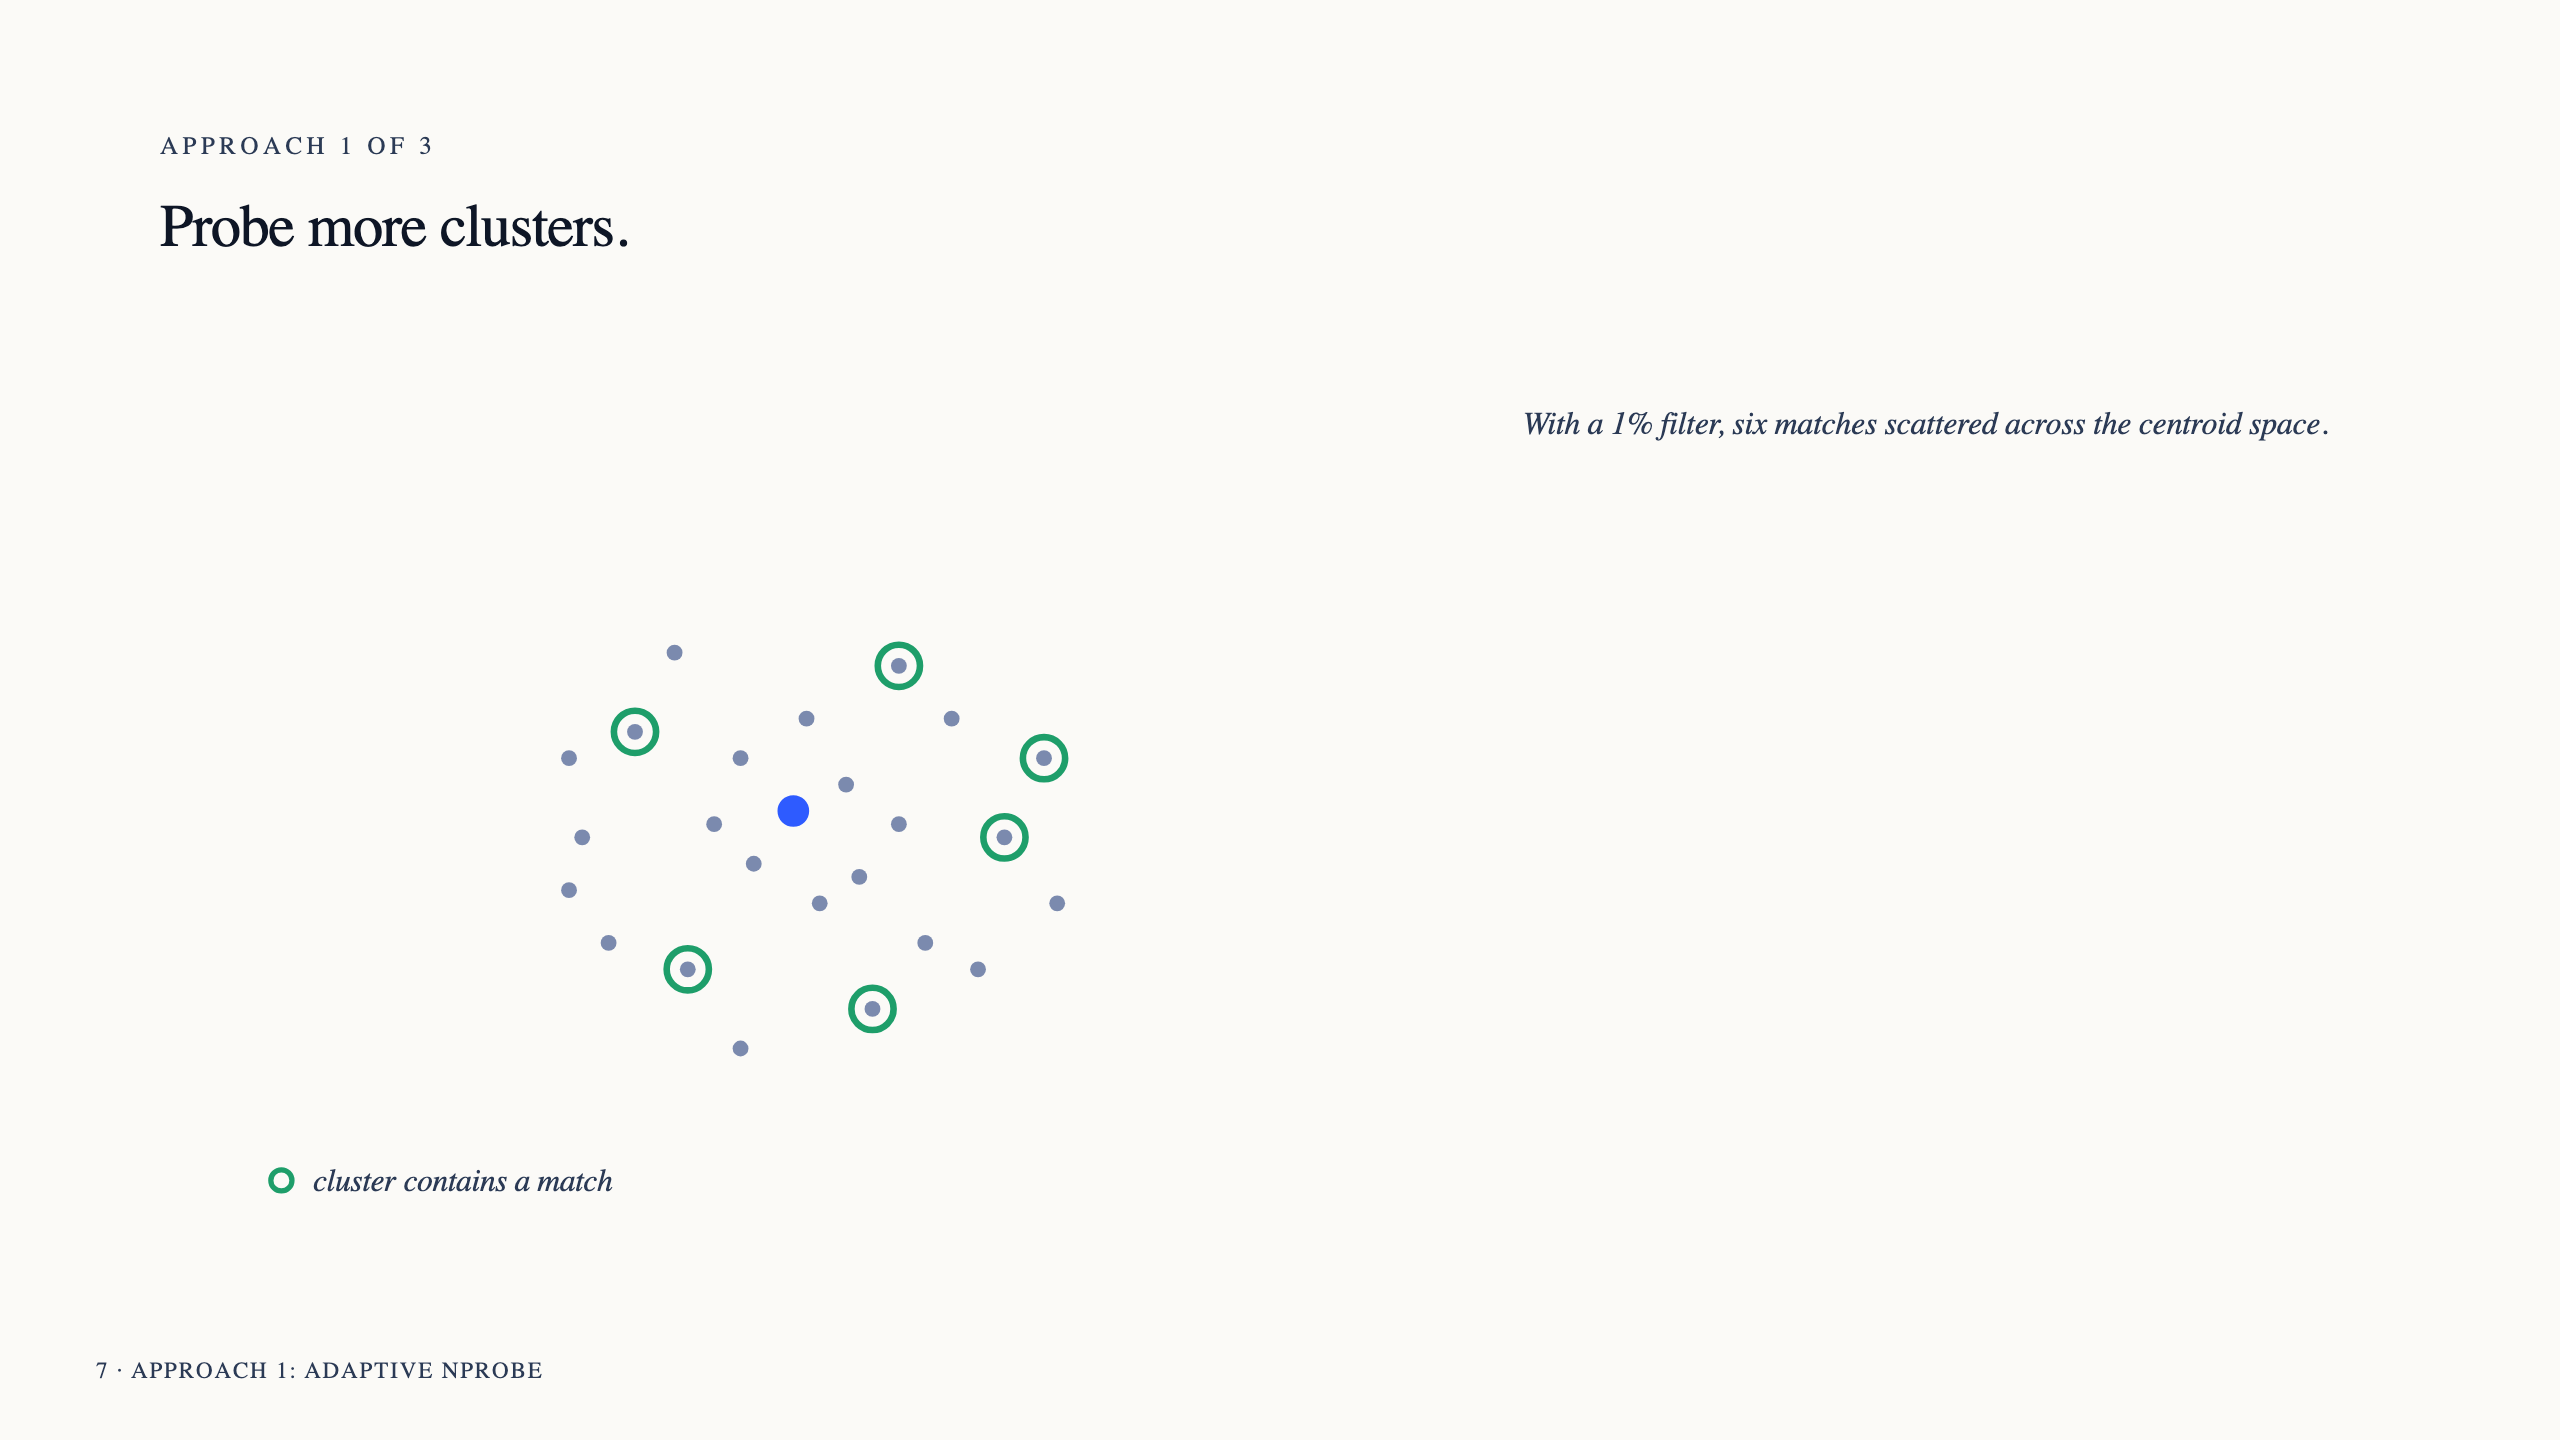 APPROACH 1 OF 3
Probe more clusters.
With a 1% filter, six matches scattered across the centroid space.
cluster contains a match
7 · APPROACH 1: ADAPTIVE NPROBE